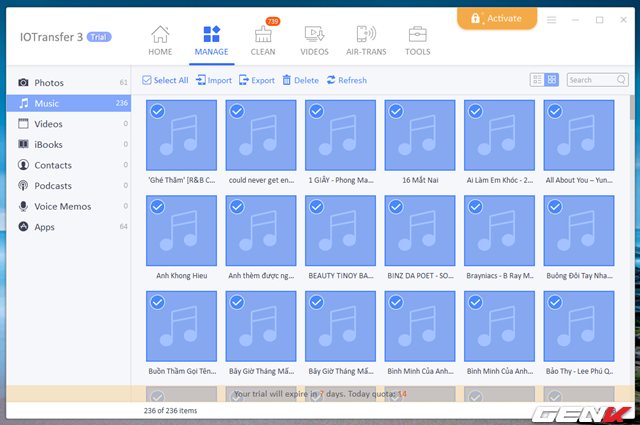 IOTransfer 3 Trial
HOME
MANAGE
739
CLEAN
VIDEOS
AIR-TRANS
TOOLS
Activate
Photos 61
Music 236
Videos 0
iBooks 0
Contacts 0
Podcasts 0
Voice Memos 0
Apps 64
Select All Import Export Delete Refresh Search
'Ghé Thăm' [R&B C... could never get en... 1 GIÂY - Phong Ma... 16 Mắt Nai Ai Làm Em Khóc - 2... All About You – Yun...
Anh Khong Hieu Anh thèm được ng... BEAUTY TINOY BA... BINZ DA POET - SO... Brayniacs - B Ray M... Buông Đôi Tay Nha...
Buồn Thầm Gọi Tên... Bây Giờ Tháng Mấ... Bây Giờ Tháng Mấ... Bình Minh Của Anh... Bình Minh Của Anh... Bảo Thy - Lee Phú Q...
Your trial will expire in 7 days. Today quota: 14
236 of 236 items
GENK